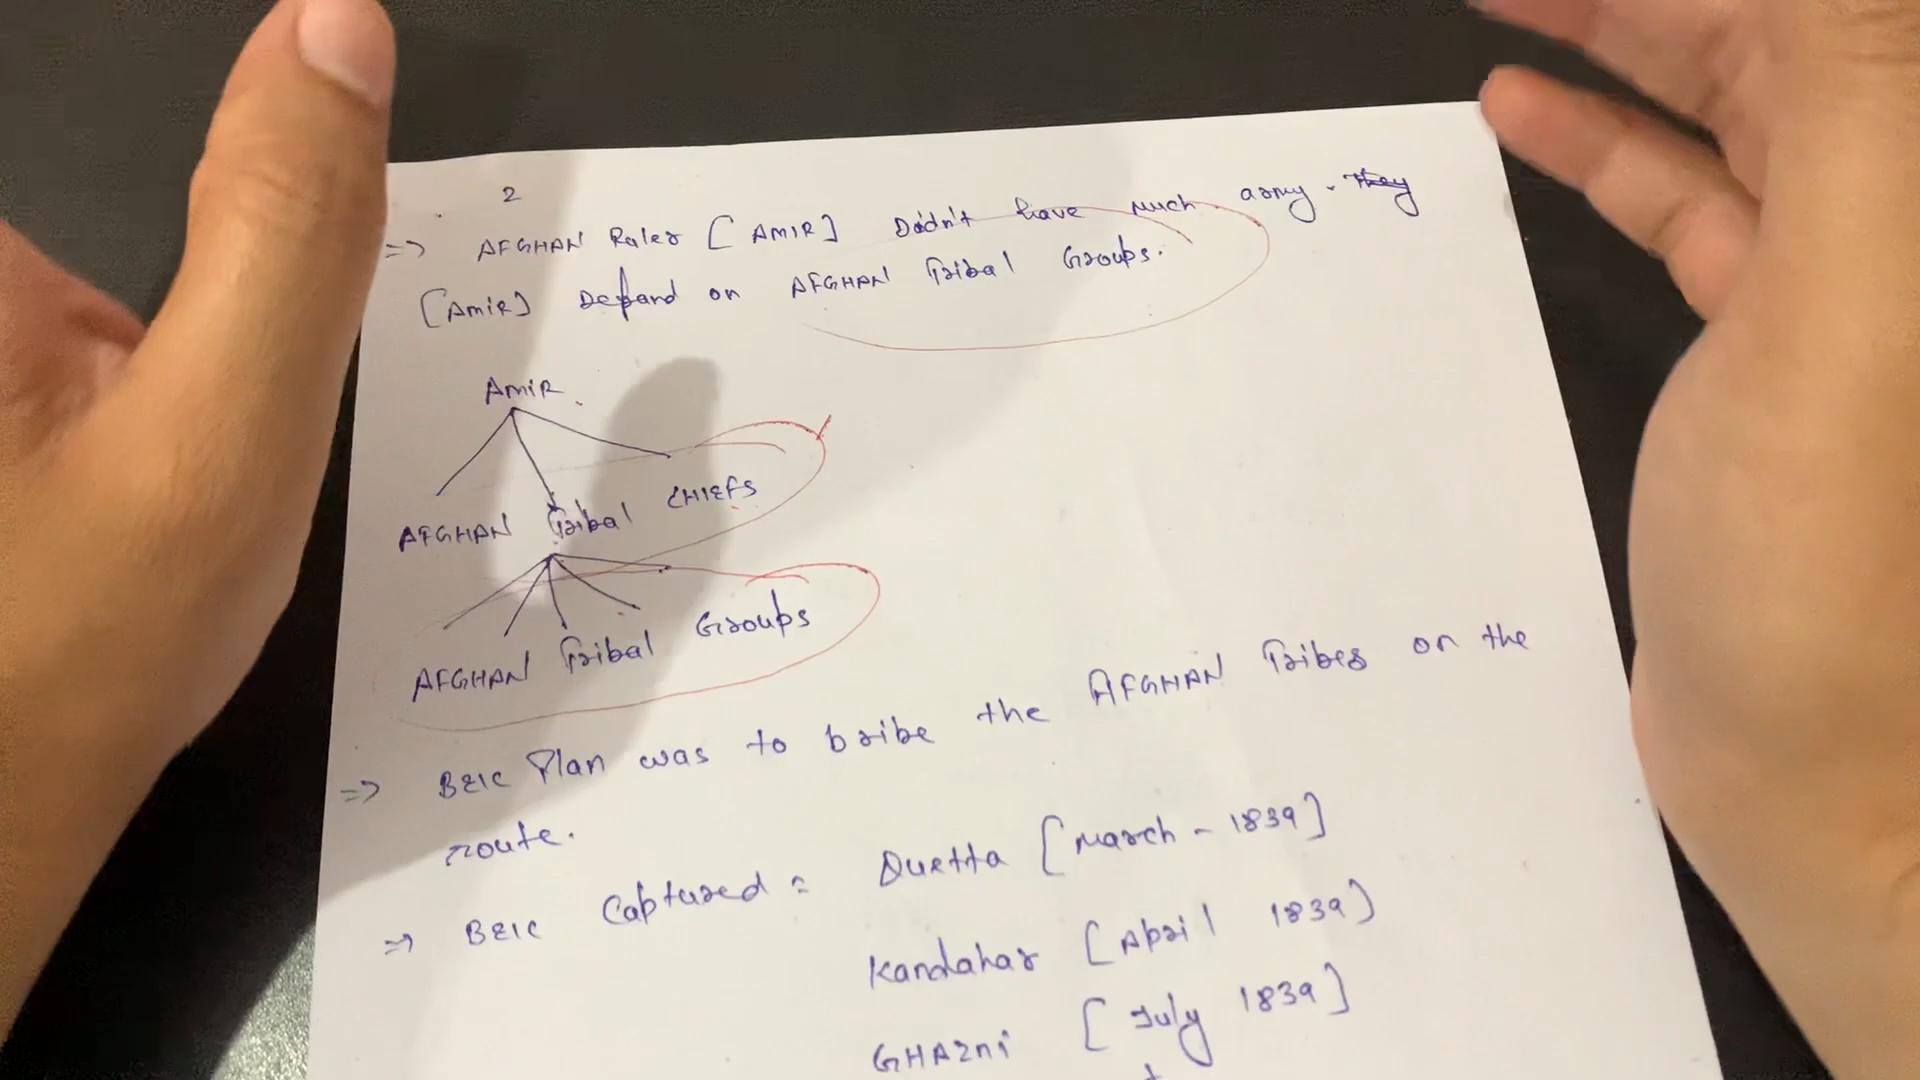 2
=> AFGHAN Ruler [AMIR] Didn't have much army. They
[AmiR] Depand on AFGHAN Tribal Groups.
AmiR
AFGHAN Tribal CHIEFS
AFGHAN Tribal Groups
=> BEIC Plan was to bribe the AFGHAN Tribes on the
route.
=> BEIC Captured = Quetta [March - 1839]
Kandahar [April 1839]
GHAZni [July 1839]